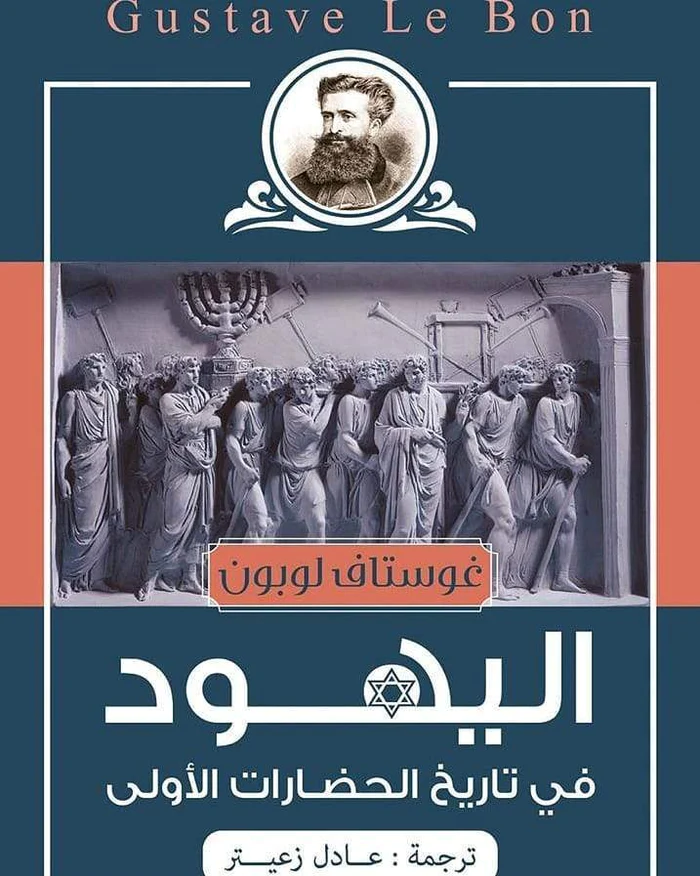 Gustave Le Bon
غوستاف لوبون
اليهود
في تاريخ الحضارات الأولى
ترجمة : عادل زعيتر